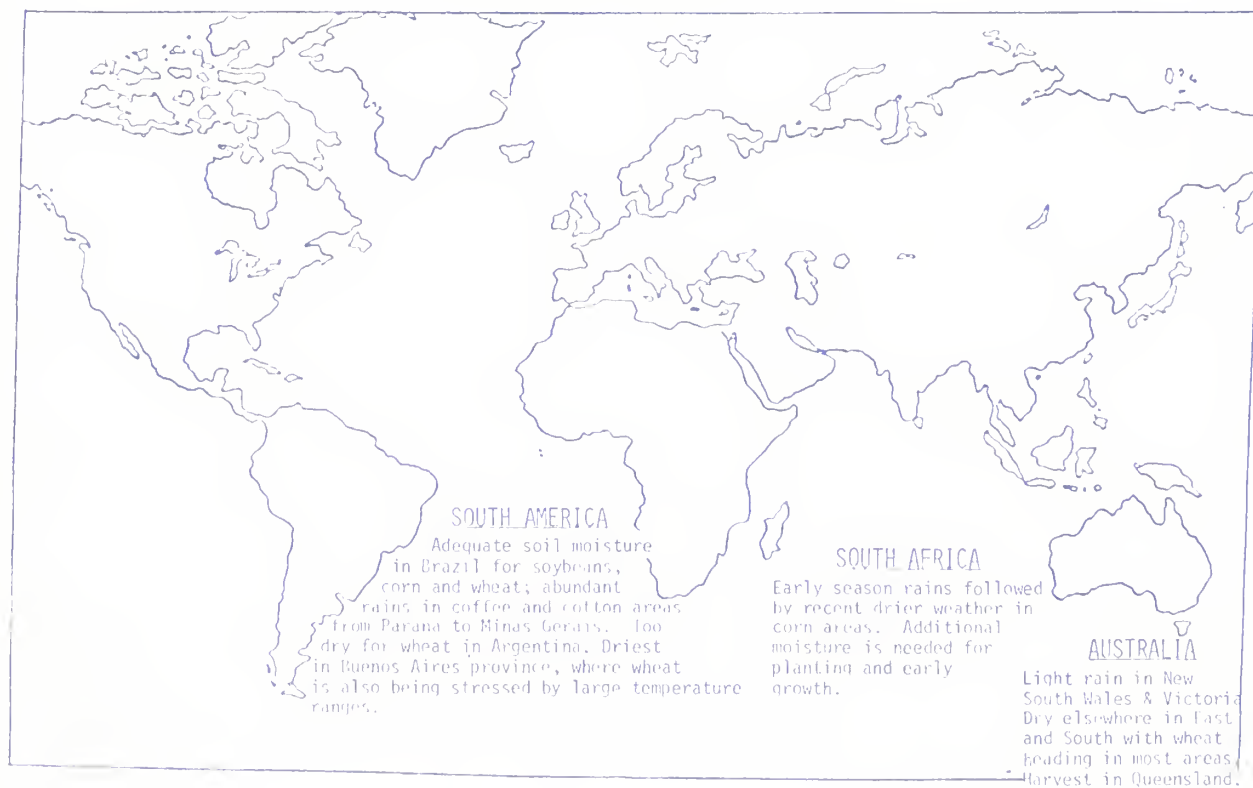 SOUTH AMERICA
Adequate soil moisture
in Brazil for soybeans,
corn and wheat; abundant
rains in coffee and cotton areas
from Parana to Minas Gerais. Too
dry for wheat in Argentina. Driest
in Buenos Aires province, where wheat
is also being stressed by large temperature
ranges.
SOUTH AFRICA
Early season rains followed
by recent drier weather in
corn areas. Additional
moisture is needed for
planting and early
growth.
AUSTRALIA
Light rain in New
South Wales & Victoria
Dry elsewhere in East
and South with wheat
heading in most areas
Harvest in Queensland.